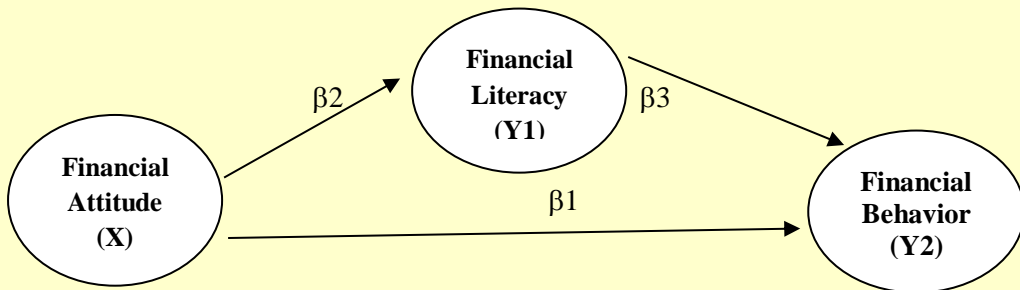 Financial
Literacy
(Y1)
β2
β3
Financial
Attitude
(X)
β1
Financial
Behavior
(Y2)